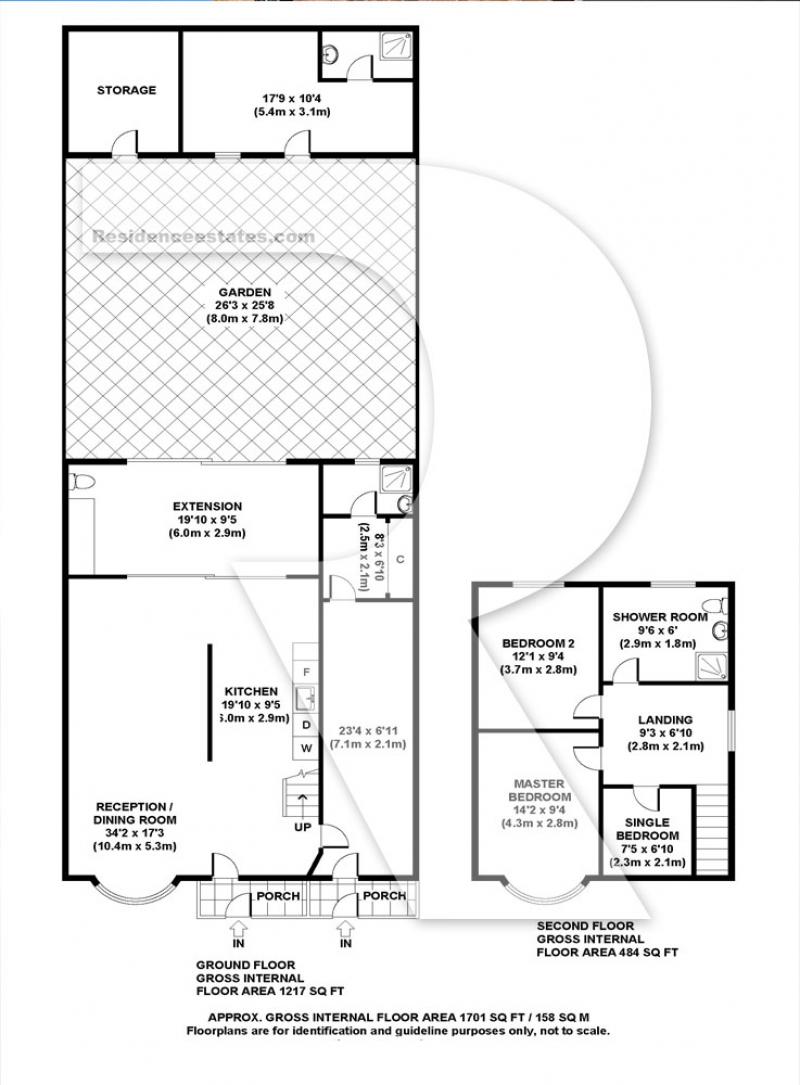 STORAGE
17'9 x 10'4
(5.4m x 3.1m)
Residenceestates.com
GARDEN
26'3 x 25'8
(8.0m x 7.8m)
EXTENSION
19'10 x 9'5
(6.0m x 2.9m)
8'3 x 6'10
(2.5m x 2.1m)
C
F
KITCHEN
19'10 x 9'5
6.0m x 2.9m)
D
W
23'4 x 6'11
(7.1m x 2.1m)
RECEPTION /
DINING ROOM
34'2 x 17'3
(10.4m x 5.3m)
UP
PORCH
PORCH
IN
IN
GROUND FLOOR
GROSS INTERNAL
FLOOR AREA 1217 SQ FT
BEDROOM 2
12'1 x 9'4
(3.7m x 2.8m)
SHOWER ROOM
9'6 x 6'
(2.9m x 1.8m)
LANDING
9'3 x 6'10
(2.8m x 2.1m)
MASTER
BEDROOM
14'2 x 9'4
(4.3m x 2.8m)
SINGLE
BEDROOM
7'5 x 6'10
(2.3m x 2.1m)
SECOND FLOOR
GROSS INTERNAL
FLOOR AREA 484 SQ FT
APPROX. GROSS INTERNAL FLOOR AREA 1701 SQ FT / 158 SQ M
Floorplans are for identification and guideline purposes only, not to scale.